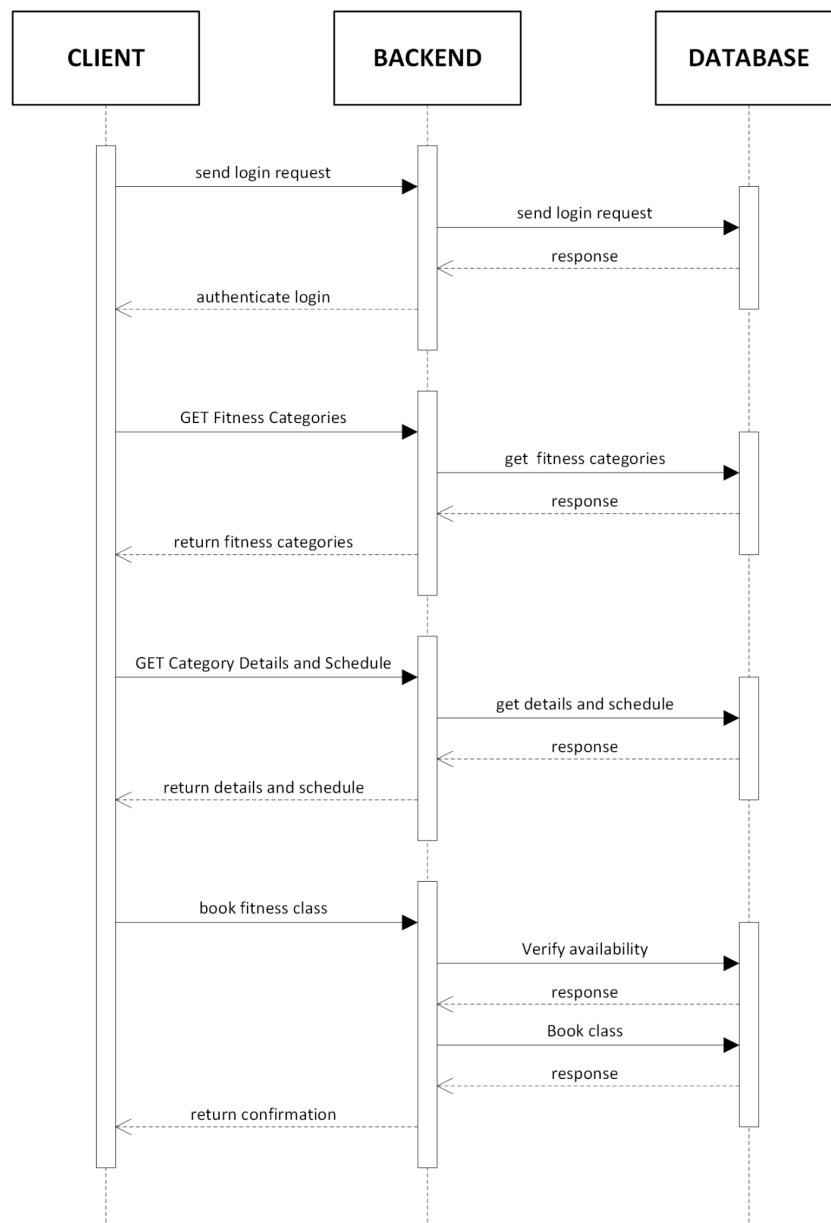 CLIENT
BACKEND
DATABASE
send login request
send login request
response
authenticate login
GET Fitness Categories
get  fitness categories
response
return fitness categories
GET Category Details and Schedule
get details and schedule
response
return details and schedule
book fitness class
Verify availability
response
Book class
response
return confirmation